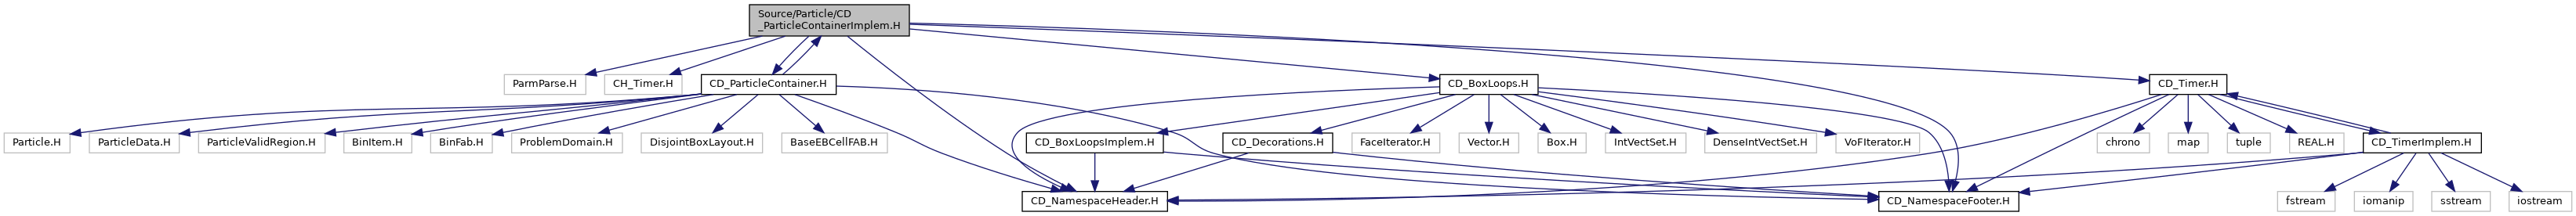 Source/Particle/CD
_ParticleContainerImplem.H
ParmParse.H
CH_Timer.H
CD_ParticleContainer.H
CD_BoxLoops.H
CD_Timer.H
Particle.H
ParticleData.H
ParticleValidRegion.H
BinItem.H
BinFab.H
ProblemDomain.H
DisjointBoxLayout.H
BaseEBCellFAB.H
CD_BoxLoopsImplem.H
CD_Decorations.H
FaceIterator.H
Vector.H
Box.H
IntVectSet.H
DenseIntVectSet.H
VoFIterator.H
chrono
map
tuple
REAL.H
CD_TimerImplem.H
CD_NamespaceHeader.H
CD_NamespaceFooter.H
fstream
iomanip
sstream
iostream